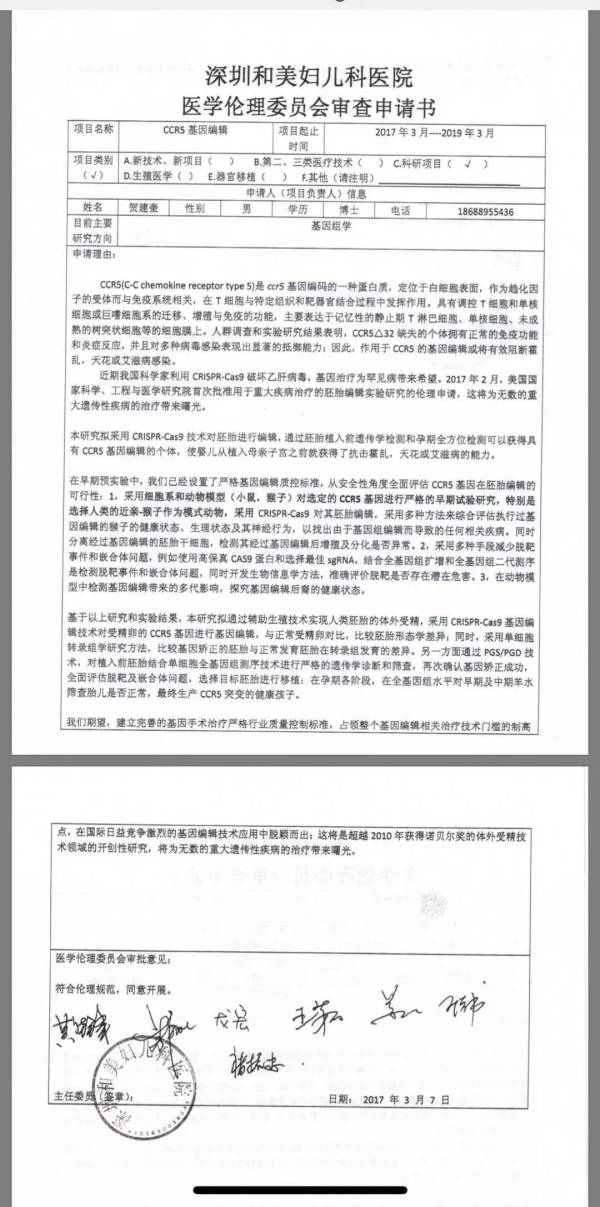 深圳和美妇儿科医院
医学伦理委员会审查申请书
项目名称 CCR5 基因编辑 项目起止时间 2017 年 3 月----2019 年 3 月
项目类别（√） A.新技术、新项目（ ） B.第二、三类医疗技术（ ） C.科研项目（ √ ）
D.生殖医学（ ） E.器官移植（ ） F.其他（请注明）
申请人（项目负责人）信息
姓名 贺建奎 性别 男 学历 博士 电话 18688955436
目前主要研究方向 基因组学
申请理由：
CCR5(C-C chemokine receptor type 5)是 ccr5 基因编码的一种蛋白质，定位于白细胞表面，作为趋化因
子的受体而与免疫系统相关，在 T 细胞与特定组织和靶器官结合过程中发挥作用。具有调控 T 细胞和单核
细胞或巨嗜细胞系的迁移、增殖与免疫的功能，主要表达于记忆性的静止期 T 淋巴细胞、单核细胞、未成
熟的树突状细胞等的细胞膜上。人群调查和实验研究结果表明，CCR5△32 缺失的个体拥有正常的免疫功能
和炎症反应，并且对多种病毒感染表现出显著的抵御能力；因此，作用于 CCR5 的基因编辑或将有效阻断霍
乱，天花或艾滋病感染。
近期我国科学家利用 CRISPR-Cas9 破坏乙肝病毒，基因治疗为罕见病带来希望。2017 年 2 月，美国国
家科学、工程与医学研究院首次批准用于重大疾病治疗的胚胎编辑实验研究的伦理申请，这将为无数的重
大遗传性疾病的治疗带来曙光。
本研究拟采用 CRISPR-Cas9 技术对胚胎进行编辑，通过胚胎植入前遗传学检测和孕期全方位检测可以获得具
有 CCR5 基因编辑的个体，使婴儿从植入母亲子宫之前就获得了抗击霍乱，天花或艾滋病的能力。
在早期预实验中，我们已经设置了严格基因编辑质控标准，从安全性角度全面评估 CCR5 基因在胚胎编辑的
可行性：1，采用细胞系和动物模型（小鼠，猴子）对选定的 CCR5 基因进行严格的早期试验研究，特别是
选择人类的近亲-猴子作为模式动物，采用 CRISPR-Cas9 对其胚胎编辑，采用多种方法来综合评估执行过基
因编辑的猴子的健康状态、生理状态及其神经行为，以找出由于基因组编辑而导致的任何相关疾病。同时
分离经过基因编辑的胚胎干细胞，检测其经过基因编辑后增殖及分化是否异常。2，采用多种手段减少脱靶
事件和嵌合体问题，例如使用高保真 CAS9 蛋白和选择最佳 sgRNA，结合全基因组扩增和全基因组二代测序
是检测脱靶事件和嵌合体问题，同时开发生物信息学方法，准确评价脱靶是否存在潜在危害。3，在动物模
型中检测基因编辑带来的多代影响，探究基因编辑后裔的健康状态。
基于以上研究和实验结果，本研究拟通过辅助生殖技术实现人类胚胎的体外受精，采用 CRISPR-Cas9 基因编
辑技术对受精卵的 CCR5 基因进行基因编辑，与正常受精卵对比，比较胚胎形态学差异；同时，采用单细胞
转录组学研究方法，比较基因矫正的胚胎与正常发育胚胎在转录组发育的差异。另一方面通过 PGS/PGD 技
术，对植入前胚胎结合单细胞全基因组测序技术进行严格的遗传学诊断和筛查，再次确认基因矫正成功，
全面评估脱靶及嵌合体问题，选择目标胚胎进行移植；在孕期各阶段，在全基因组水平对早期及中期羊水
筛查胎儿是否正常，最终生产 CCR5 突变的健康孩子。
我们期望，建立完善的基因手术治疗严格行业质量控制标准，占领整个基因编辑相关治疗技术门槛的制高
点，在国际日益竞争激烈的基因编辑技术应用中脱颖而出；这将是超越 2010 年获得诺贝尔奖的体外受精技
术领域的开创性研究，将为无数的重大遗传性疾病的治疗带来曙光。
医学伦理委员会审批意见：
符合伦理规范，同意开展。
深圳和美妇儿科医院
主任委员（签章）： 日期： 2017 年 3 月 7 日